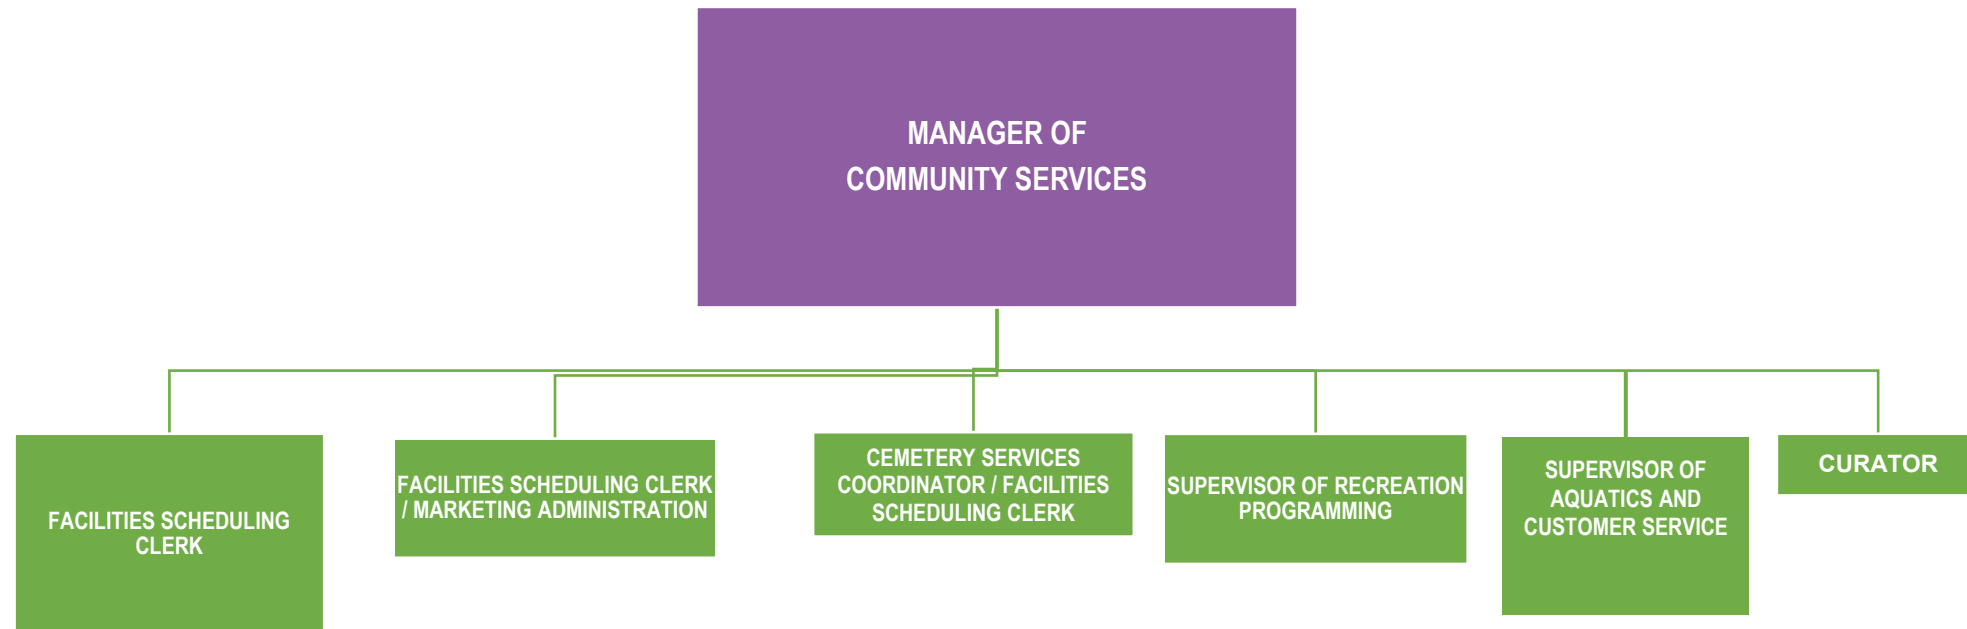 MANAGER OF
COMMUNITY SERVICES
FACILITIES SCHEDULING
CLERK
FACILITIES SCHEDULING CLERK
/ MARKETING ADMINISTRATION
CEMETERY SERVICES
COORDINATOR / FACILITIES
SCHEDULING CLERK
SUPERVISOR OF RECREATION
PROGRAMMING
SUPERVISOR OF
AQUATICS AND
CUSTOMER SERVICE
CURATOR